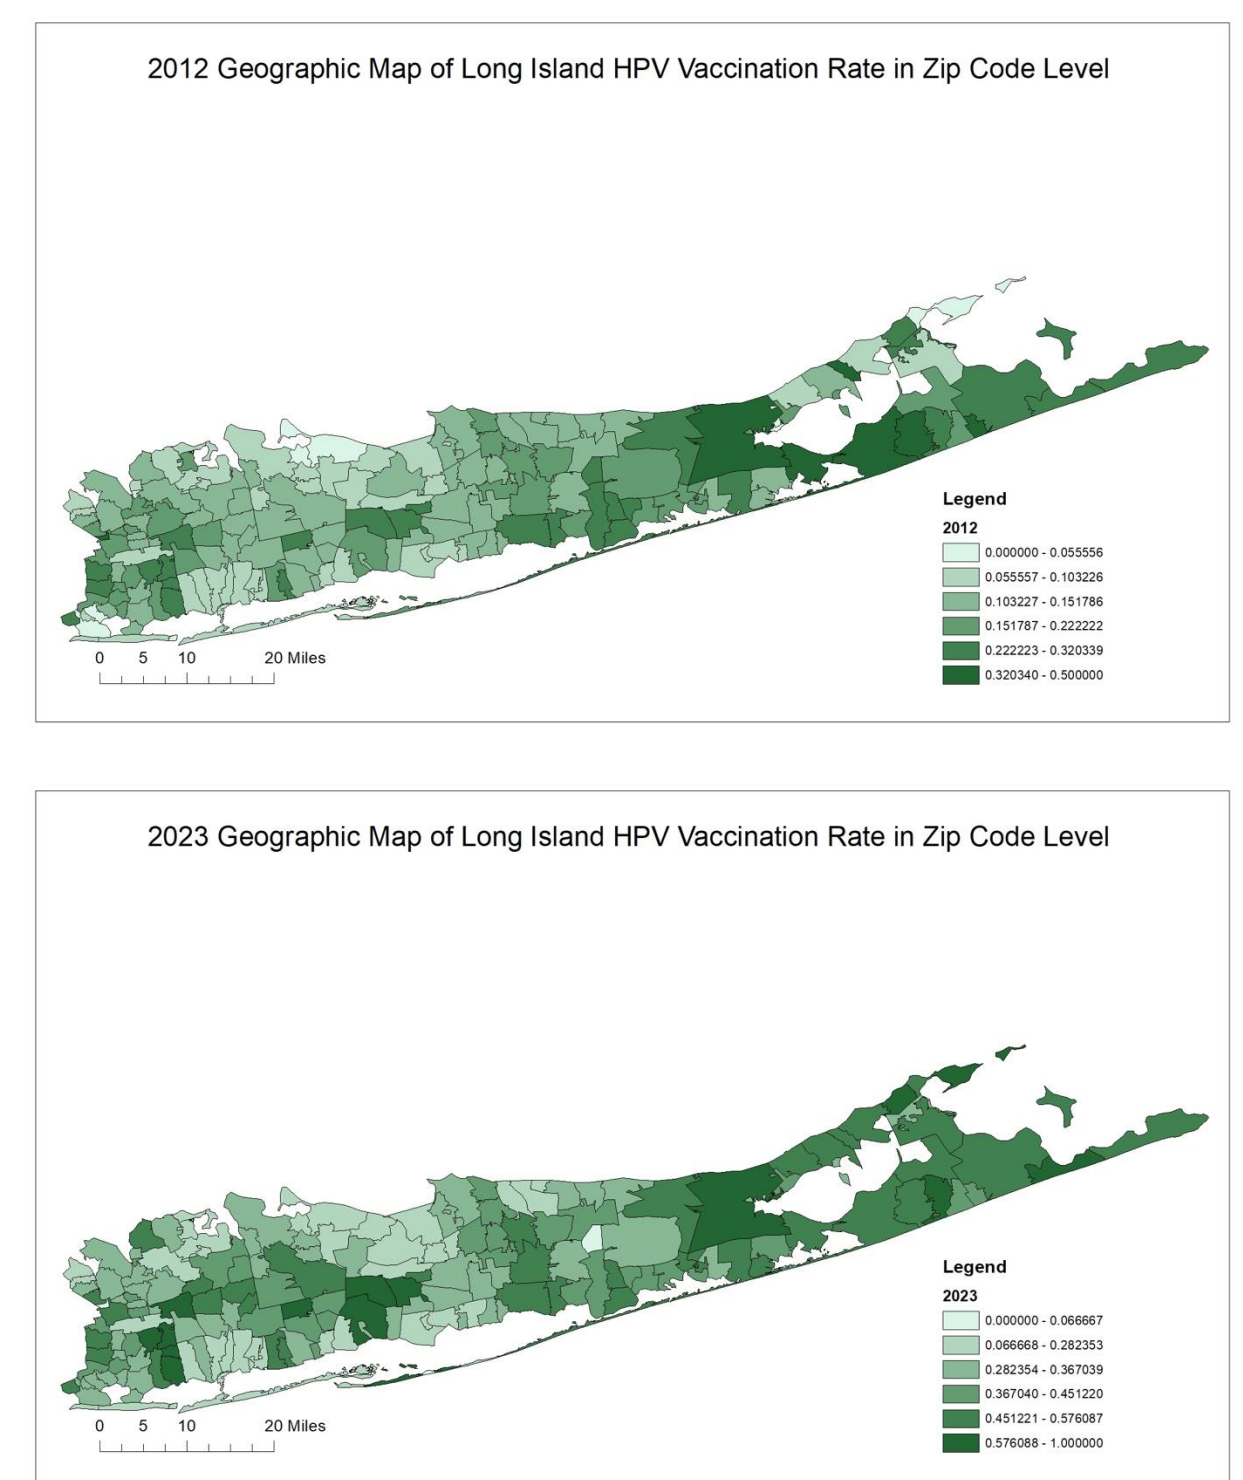 2012 Geographic Map of Long Island HPV Vaccination Rate in Zip Code Level
Legend
2012
0.000000 - 0.055556
0.055557 - 0.103226
0.103227 - 0.151786
0.151787 - 0.222222
0.222223 - 0.320339
0.320340 - 0.500000
0 5 10 20 Miles
2023 Geographic Map of Long Island HPV Vaccination Rate in Zip Code Level
Legend
2023
0.000000 - 0.066667
0.066668 - 0.282353
0.282354 - 0.367039
0.367040 - 0.451220
0.451221 - 0.576087
0.576088 - 1.000000
0 5 10 20 Miles